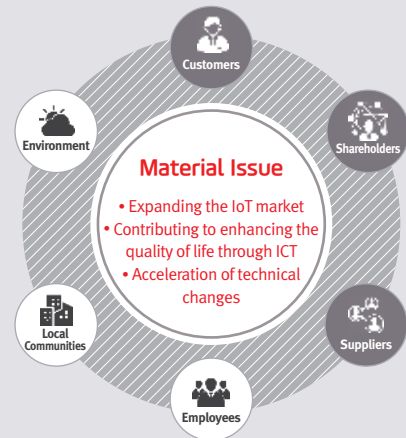 Customers
Environment
Shareholders
Material Issue
• Expanding the IoT market
• Contributing to enhancing the
quality of life through ICT
• Acceleration of technical
changes
Local
Communities
Suppliers
Employees